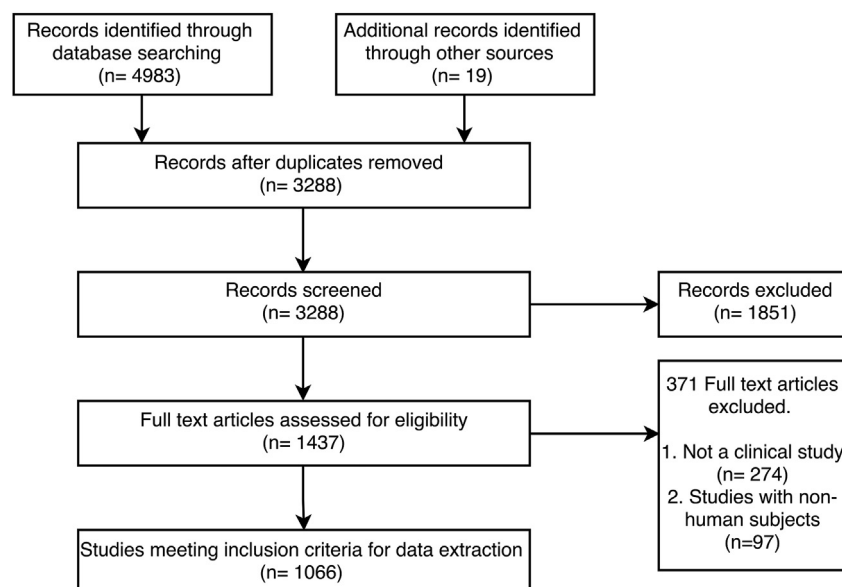 Records identified through
database searching
(n= 4983)
Additional records identified
through other sources
(n= 19)
Records after duplicates removed
(n= 3288)
Records screened
(n= 3288)
Records excluded
(n= 1851)
Full text articles assessed for eligibility
(n= 1437)
371 Full text articles
excluded.
1. Not a clinical study
(n= 274)
2. Studies with non-
human subjects
(n=97)
Studies meeting inclusion criteria for data extraction
(n= 1066)